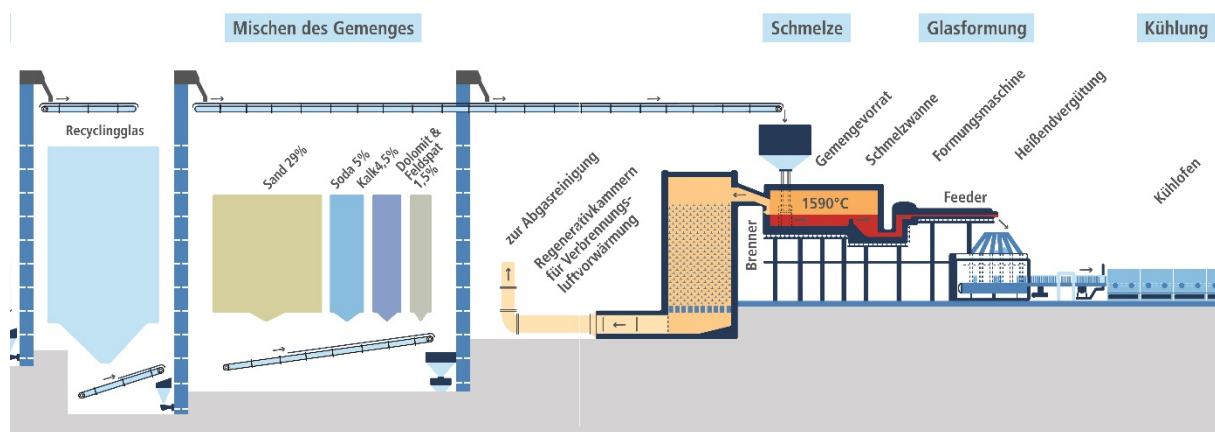 Mischen des Gemenges
Schmelze
Glasformung
Kühlung
Recyclingglas
Sand 29%
Soda 5%
Kalk4,5%
Dolomit &
Feldspat
1,5%
zur Abgasreinigung
Regenerativkammern
für Verbrennungs-
luftvorwärmung
Brenner
1590°C
Gemengevorrat
Schmelzwanne
Feeder
Formungsmaschine
Heißendvergütung
Kühlofen